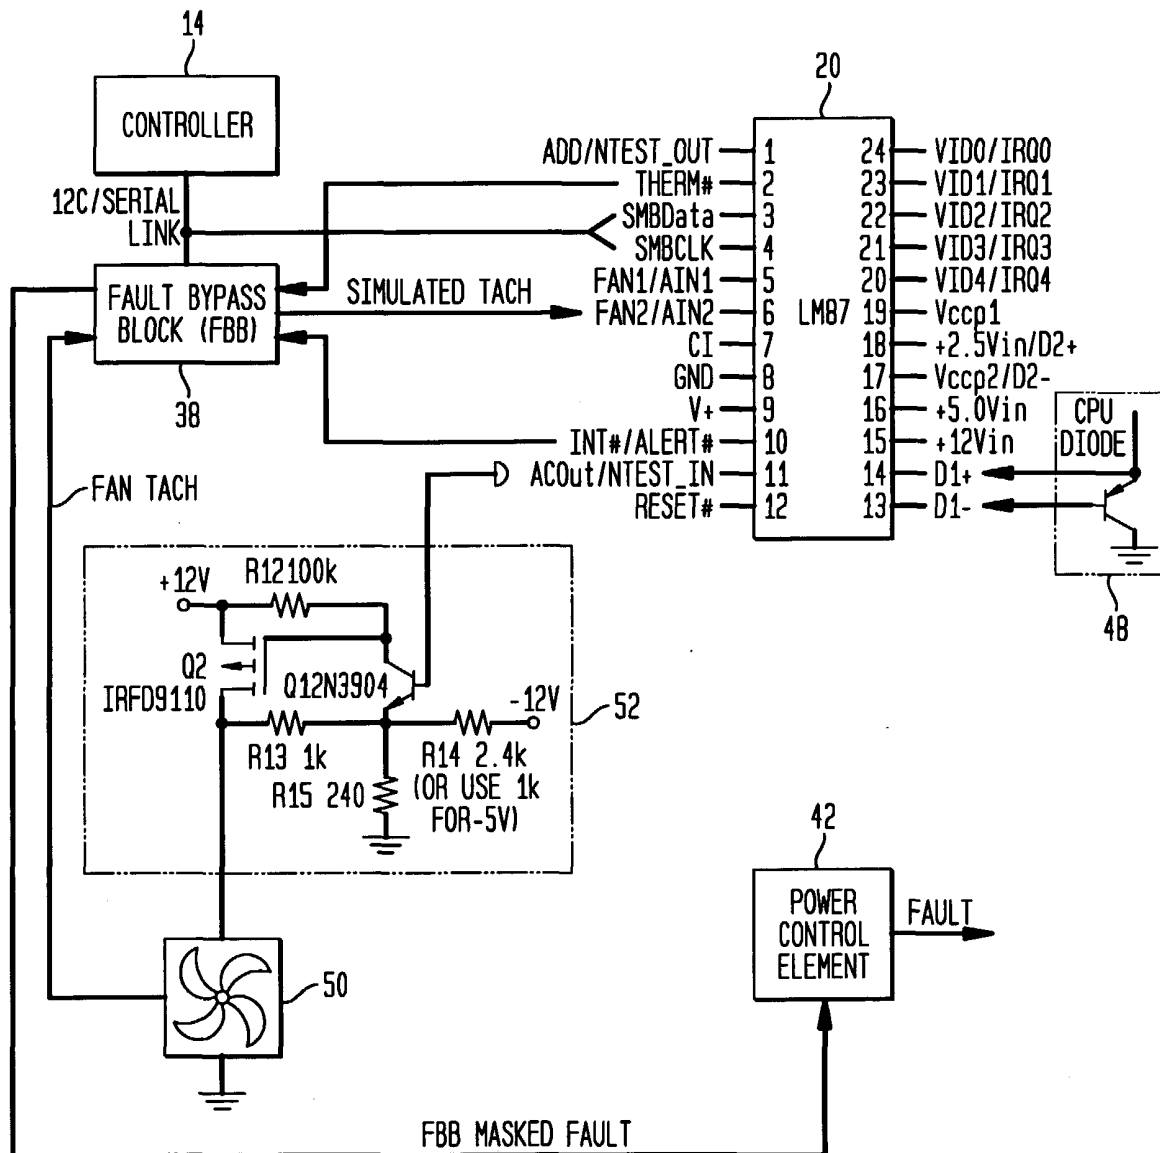 14
CONTROLLER
12C/SERIAL
LINK
FAULT BYPASS
BLOCK (FBB)
38
SIMULATED TACH
FAN TACH
20
LM87
ADD/NTEST_OUT 1
THERM# 2
SMBData 3
SMBCLK 4
FAN1/AIN1 5
FAN2/AIN2 6
CI 7
GND 8
V+ 9
INT#/ALERT# 10
ACOut/NTEST_IN 11
RESET# 12
24 VID0/IRQ0
23 VID1/IRQ1
22 VID2/IRQ2
21 VID3/IRQ3
20 VID4/IRQ4
19 Vccp1
18 +2.5Vin/D2+
17 Vccp2/D2-
16 +5.0Vin
15 +12Vin
14 D1+
13 D1-
CPU
DIODE
4B
+12V
R12100k
Q2
IRFD9110
Q12N3904
-12V
R13 1k
R14 2.4k
(OR USE 1k
FOR-5V)
R15 240
52
50
42
POWER
CONTROL
ELEMENT
FAULT
FBB MASKED FAULT